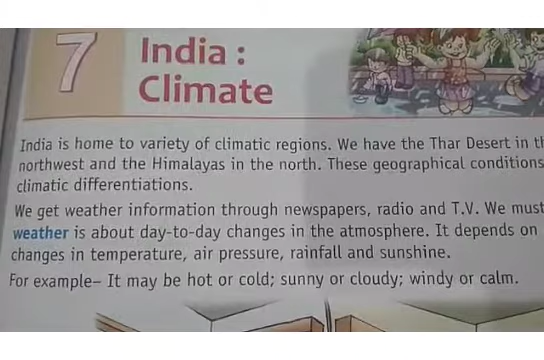 7
India :
Climate
India is home to variety of climatic regions. We have the Thar Desert in
northwest and the Himalayas in the north. These geographical conditions
climatic differentiations.
We get weather information through newspapers, radio and T.V. We must
weather is about day-to-day changes in the atmosphere. It depends on
changes in temperature, air pressure, rainfall and sunshine.
For example– It may be hot or cold; sunny or cloudy; windy or calm.